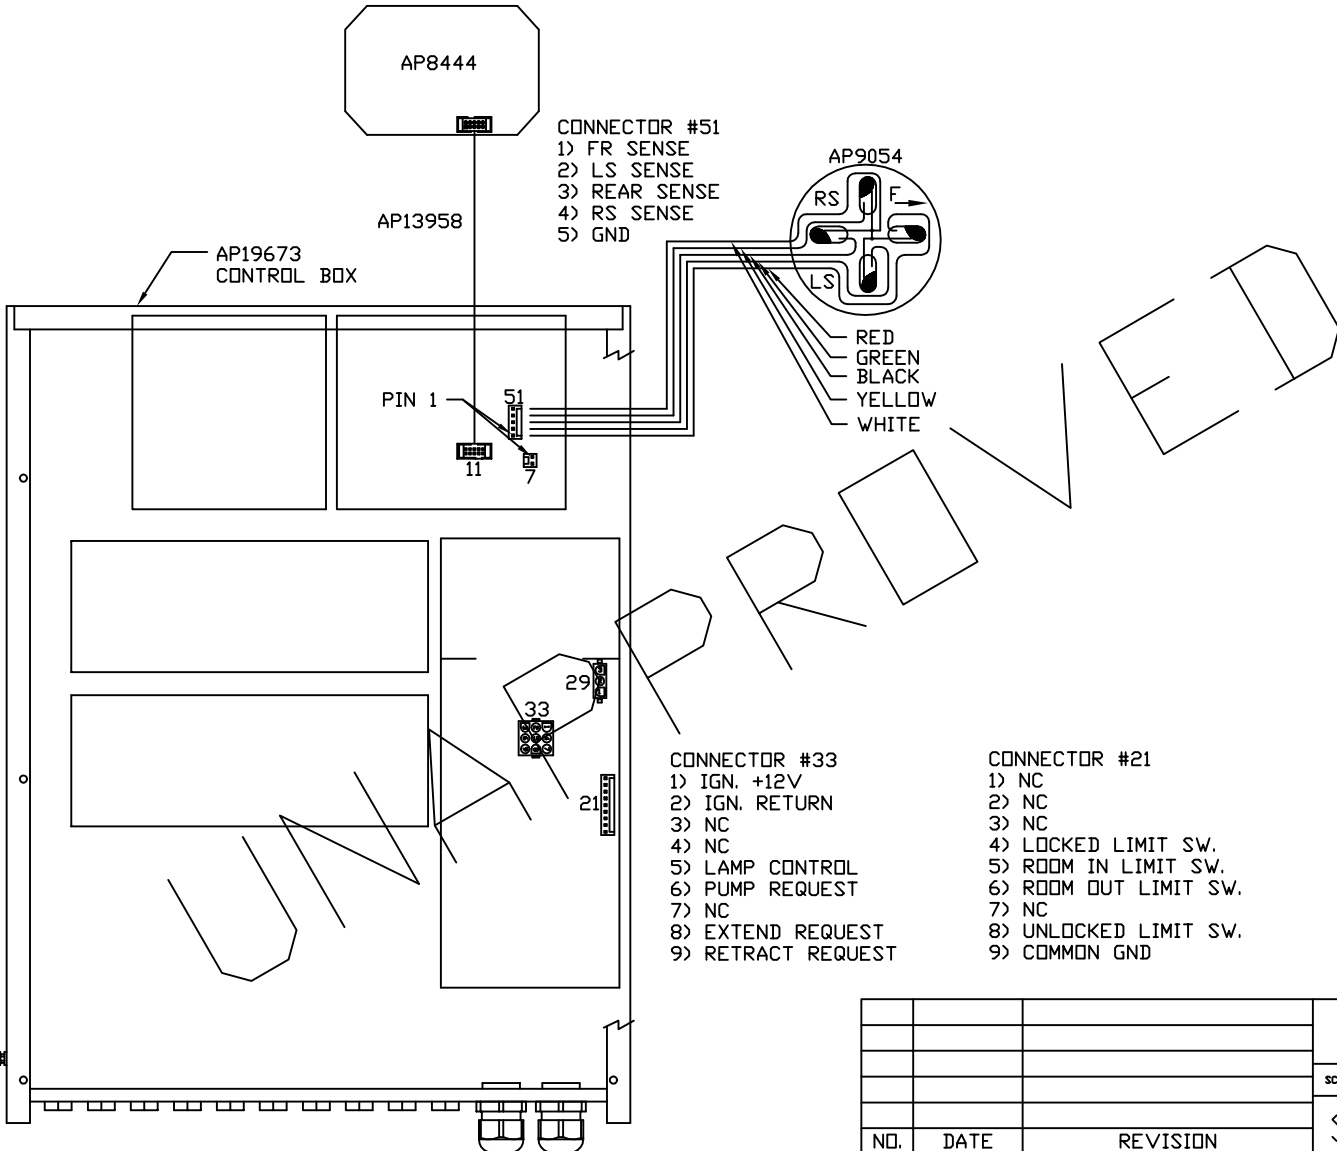 AP8444
CONNECTOR #51
1) FR SENSE
2) LS SENSE
3) REAR SENSE
4) RS SENSE
5) GND
AP9054
RS
F
LS
AP13958
AP19673
CONTROL BOX
RED
GREEN
BLACK
YELLOW
WHITE
PIN 1
51
11
7
29
33
21
UNAPPROVED
CONNECTOR #33
1) IGN. +12V
2) IGN. RETURN
3) NC
4) NC
5) LAMP CONTROL
6) PUMP REQUEST
7) NC
8) EXTEND REQUEST
9) RETRACT REQUEST
CONNECTOR #21
1) NC
2) NC
3) NC
4) LOCKED LIMIT SW.
5) ROOM IN LIMIT SW.
6) ROOM OUT LIMIT SW.
7) NC
8) UNLOCKED LIMIT SW.
9) COMMON GND
SC
NO. DATE REVISION